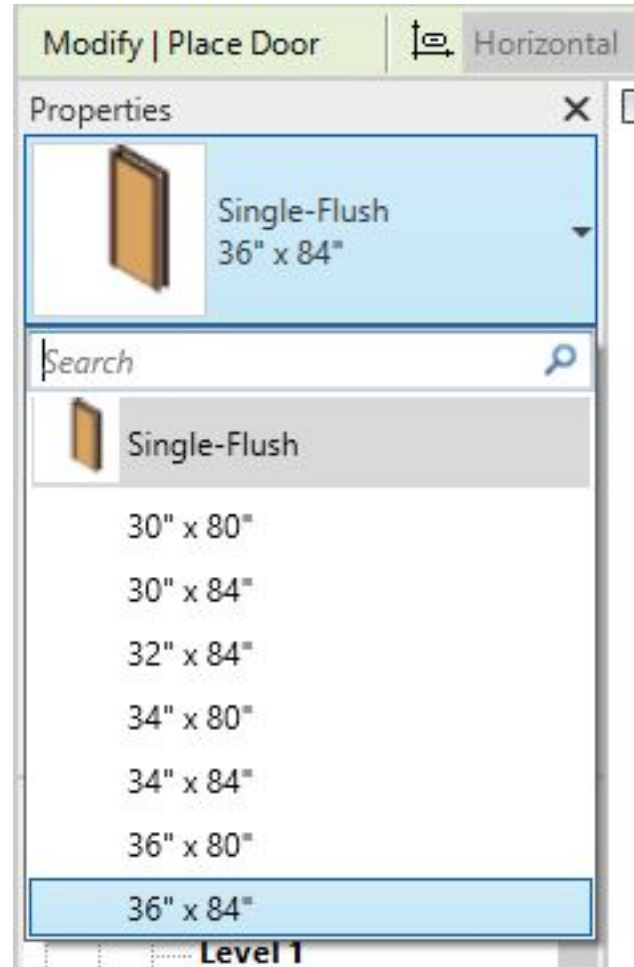 Modify | Place Door Horizontal
Properties
Single-Flush
36" x 84"
Search
Single-Flush
30" x 80"
30" x 84"
32" x 84"
34" x 80"
34" x 84"
36" x 80"
36" x 84"
Level 1